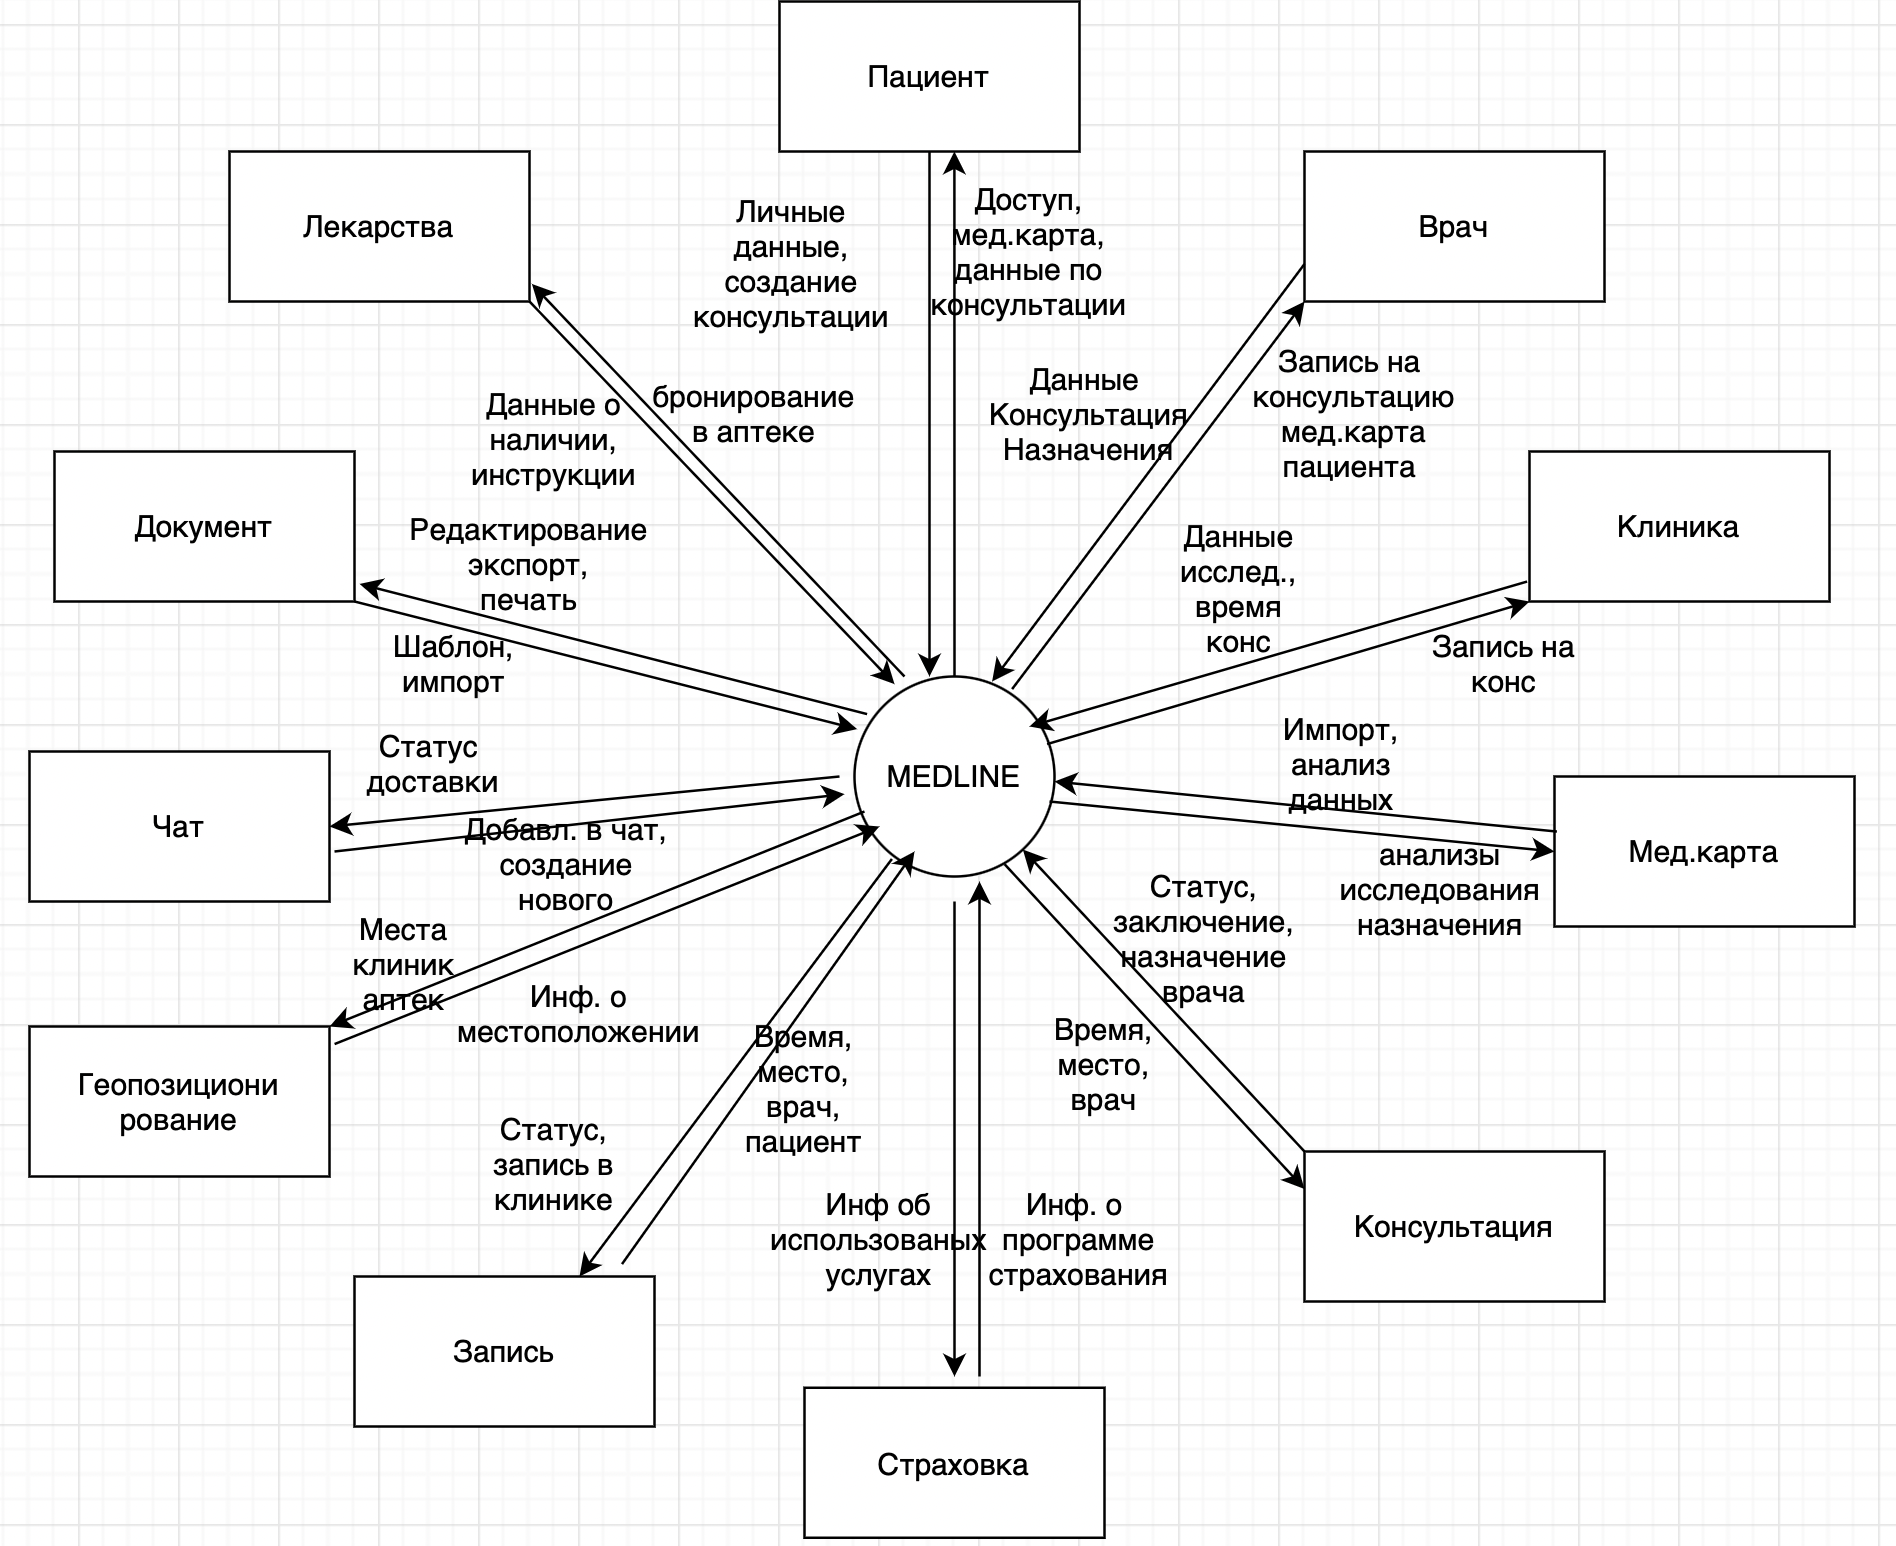 Пациент
Лекарства
Врач
Личные
данные,
создание
консультации
Доступ,
мед.карта,
данные по
консультации
Данные о
наличии,
инструкции
бронирование
в аптеке
Данные
Консультация
Назначения
Запись на
консультацию
мед.карта
пациента
Документ
Редактирование
экспорт,
печать
Шаблон,
импорт
Данные
исслед.,
время
конс
Клиника
Запись на
конс
Чат
Статус
доставки
Добавл. в чат,
создание
нового
MEDLINE
Импорт,
анализ
данных
анализы
исследования
назначения
Мед.карта
Места
клиник
аптек
Инф. о
местоположении
Геопозициони
рование
Статус,
запись в
клинике
Время,
место,
врач,
пациент
Статус,
заключение,
назначение
врача
Время,
место,
врач
Инф об
использованых
услугах
Инф. о
программе
страхования
Консультация
Запись
Страховка